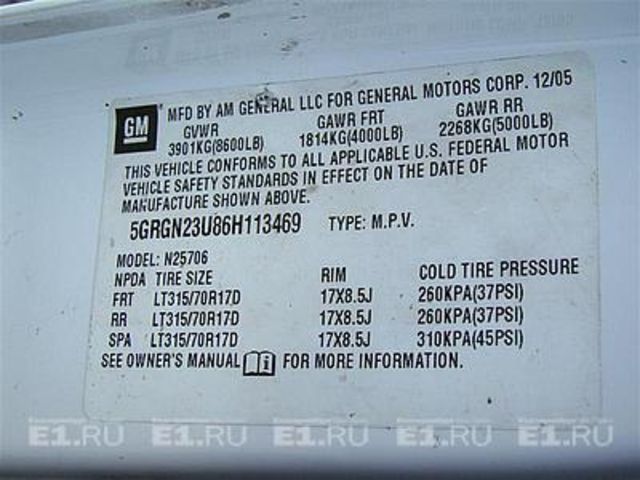 GM
MFD BY AM GENERAL LLC FOR GENERAL MOTORS CORP. 12/05
GVWR GAWR FRT GAWR RR
3901KG(8600LB) 1814KG(4000LB) 2268KG(5000LB)
THIS VEHICLE CONFORMS TO ALL APPLICABLE U.S. FEDERAL MOTOR
VEHICLE SAFETY STANDARDS IN EFFECT ON THE DATE OF
MANUFACTURE SHOWN ABOVE.
5GRGN23U86H113469 TYPE: M.P.V.
MODEL: N25706
NPDA TIRE SIZE RIM COLD TIRE PRESSURE
FRT LT315/70R17D 17X8.5J 260KPA(37PSI)
RR LT315/70R17D 17X8.5J 260KPA(37PSI)
SPA LT315/70R17D 17X8.5J 310KPA(45PSI)
SEE OWNER'S MANUAL FOR MORE INFORMATION.
E1.RU E1.RU E1.RU E1.RU E1.RU